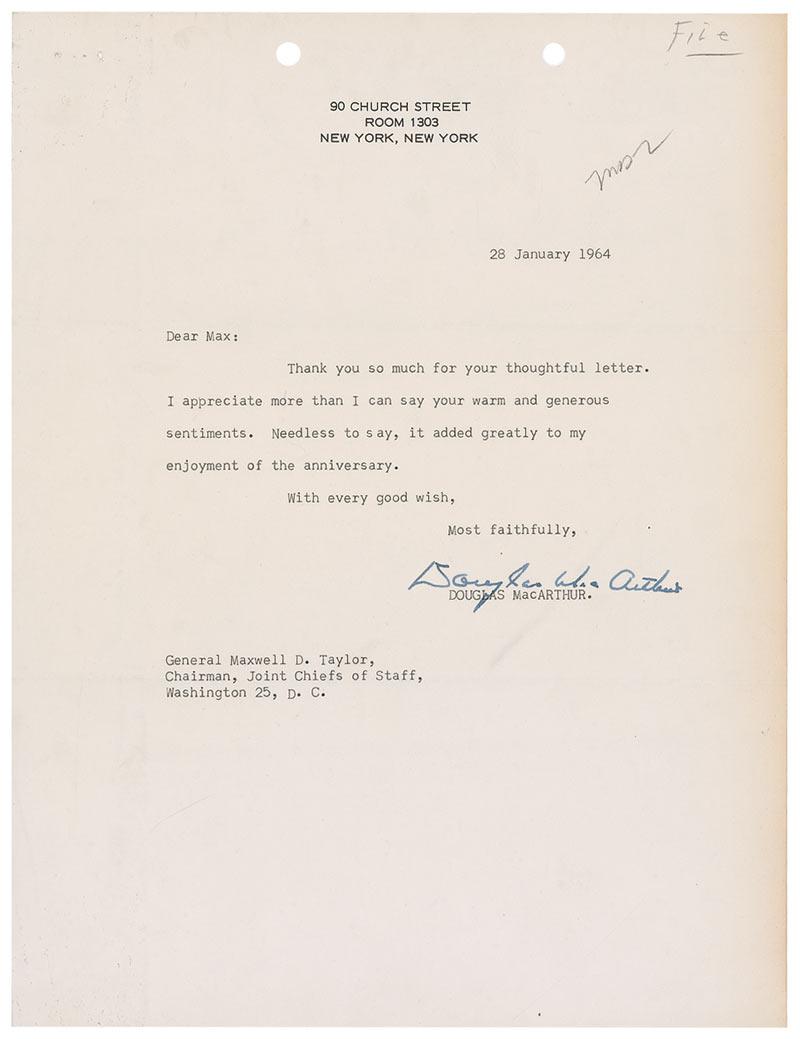 File
90 CHURCH STREET
ROOM 1303
NEW YORK, NEW YORK
28 January 1964
Dear Max:
Thank you so much for your thoughtful letter.
I appreciate more than I can say your warm and generous
sentiments. Needless to say, it added greatly to my
enjoyment of the anniversary.
With every good wish,
Most faithfully,
Douglas MacArthur
DOUGLAS MacARTHUR.
General Maxwell D. Taylor,
Chairman, Joint Chiefs of Staff,
Washington 25, D. C.